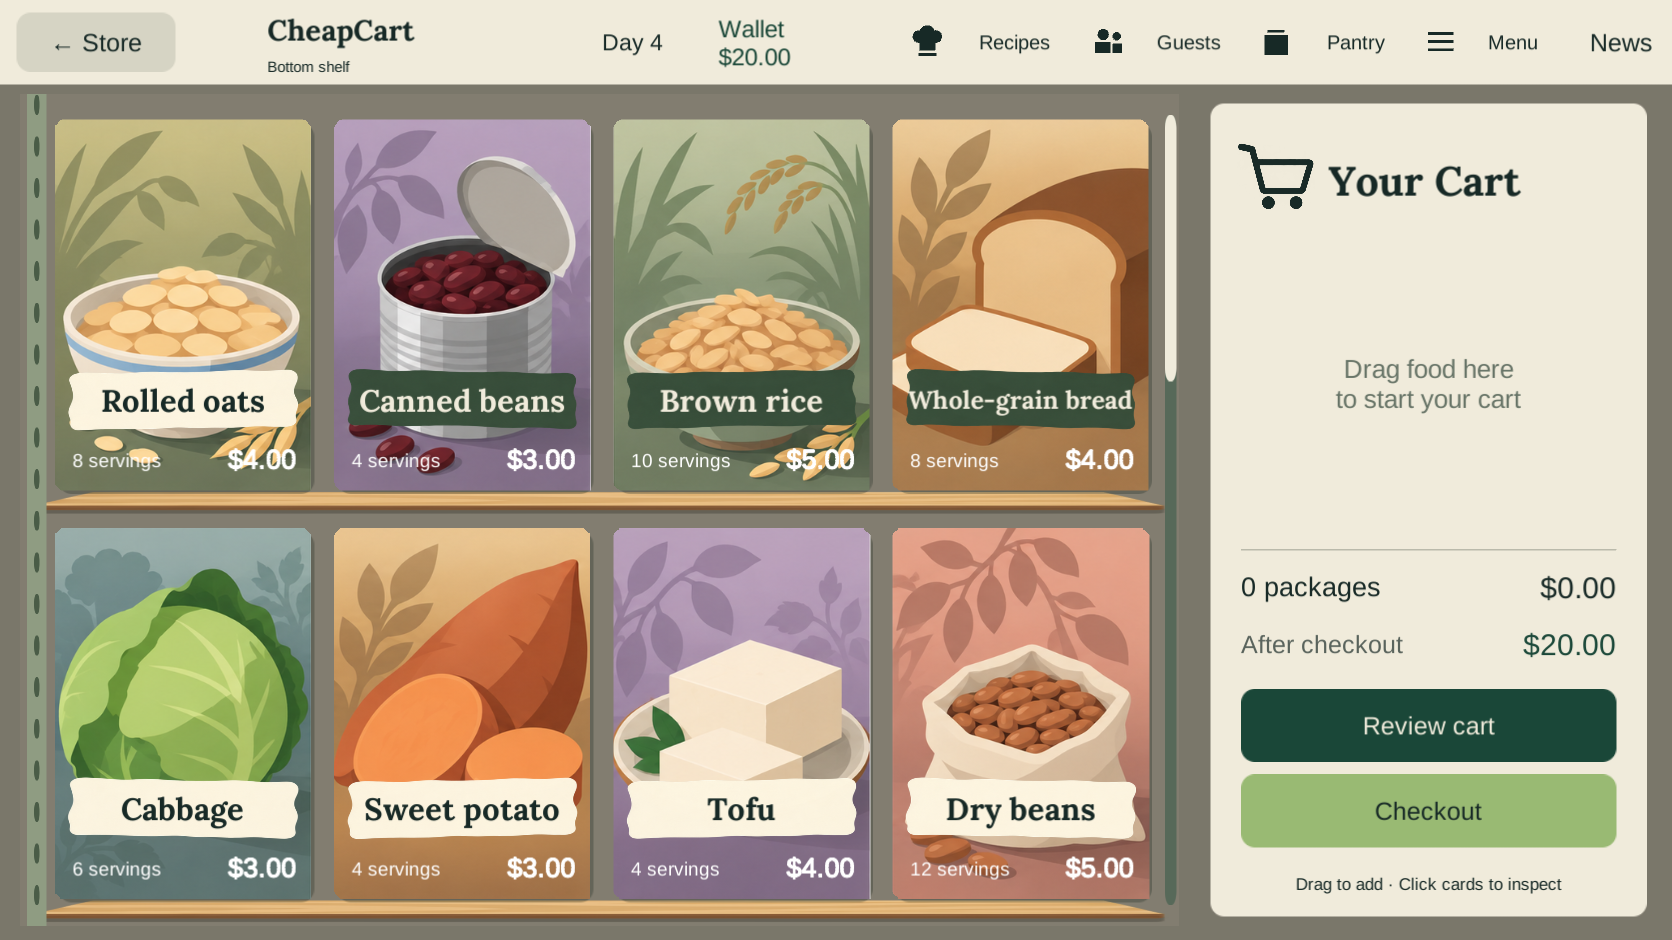 ← Store
CheapCart
Bottom shelf
Day 4
Wallet
$20.00
Recipes
Guests
Pantry
Menu
News
Rolled oats
8 servings $4.00
Canned beans
4 servings $3.00
Brown rice
10 servings $5.00
Whole-grain bread
8 servings $4.00
Cabbage
6 servings $3.00
Sweet potato
4 servings $3.00
Tofu
4 servings $4.00
Dry beans
12 servings $5.00
Your Cart
Drag food here
to start your cart
0 packages $0.00
After checkout $20.00
Review cart
Checkout
Drag to add · Click cards to inspect